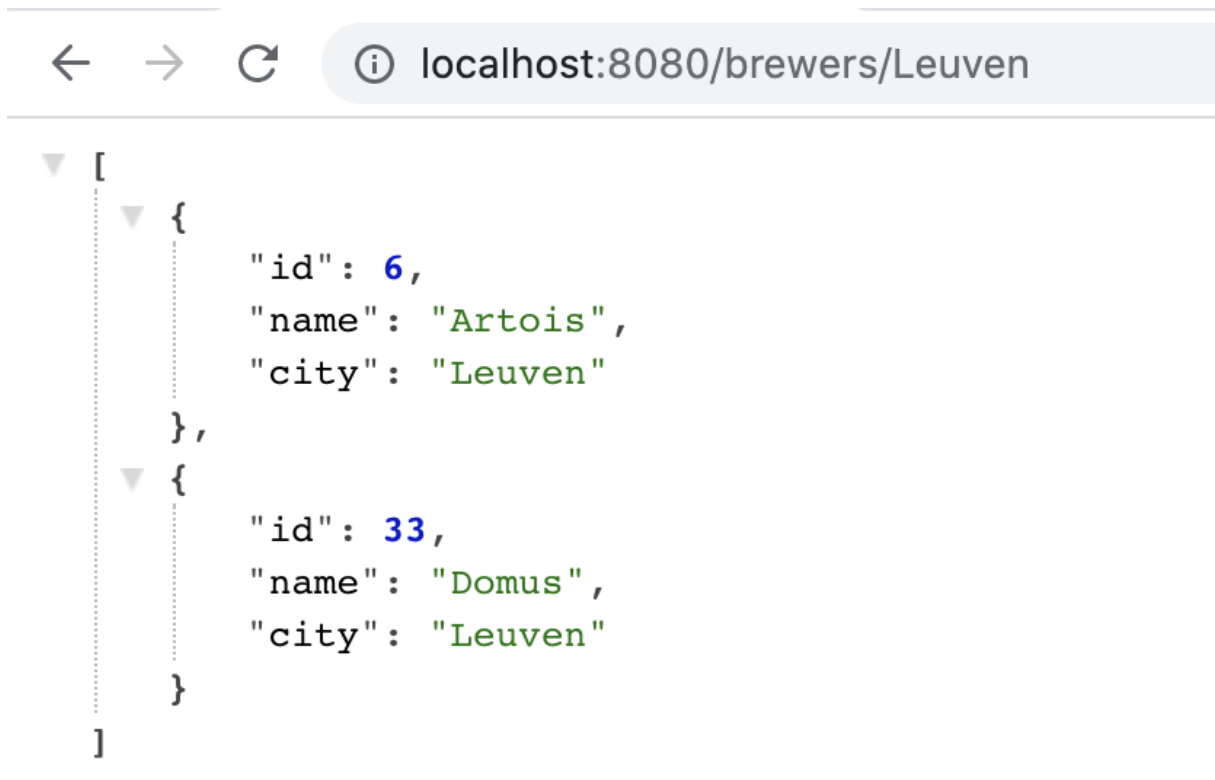 localhost:8080/brewers/Leuven
[
{
"id": 6,
"name": "Artois",
"city": "Leuven"
},
{
"id": 33,
"name": "Domus",
"city": "Leuven"
}
]